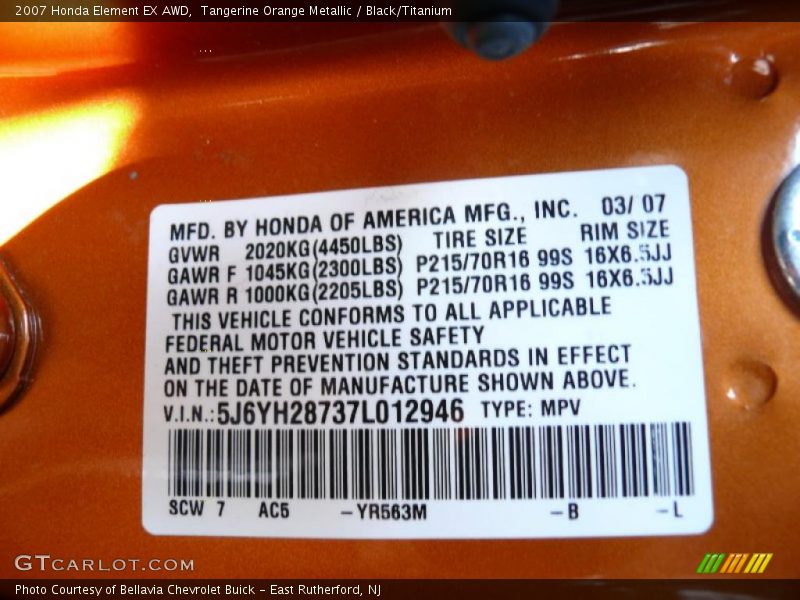 2007 Honda Element EX AWD,  Tangerine Orange Metallic / Black/Titanium
MFD. BY HONDA OF AMERICA MFG., INC. 03/ 07
GVWR 2020KG(4450LBS) TIRE SIZE RIM SIZE
GAWR F 1045KG(2300LBS) P215/70R16 99S 16X6.5JJ
GAWR R 1000KG(2205LBS) P215/70R16 99S 16X6.5JJ
THIS VEHICLE CONFORMS TO ALL APPLICABLE
FEDERAL MOTOR VEHICLE SAFETY
AND THEFT PREVENTION STANDARDS IN EFFECT
ON THE DATE OF MANUFACTURE SHOWN ABOVE.
V.I.N.: 5J6YH28737L012946 TYPE: MPV
SCW 7 AC5 -YR563M -B -L
GTCARLOT.COM
Photo Courtesy of Bellavia Chevrolet Buick - East Rutherford, NJ